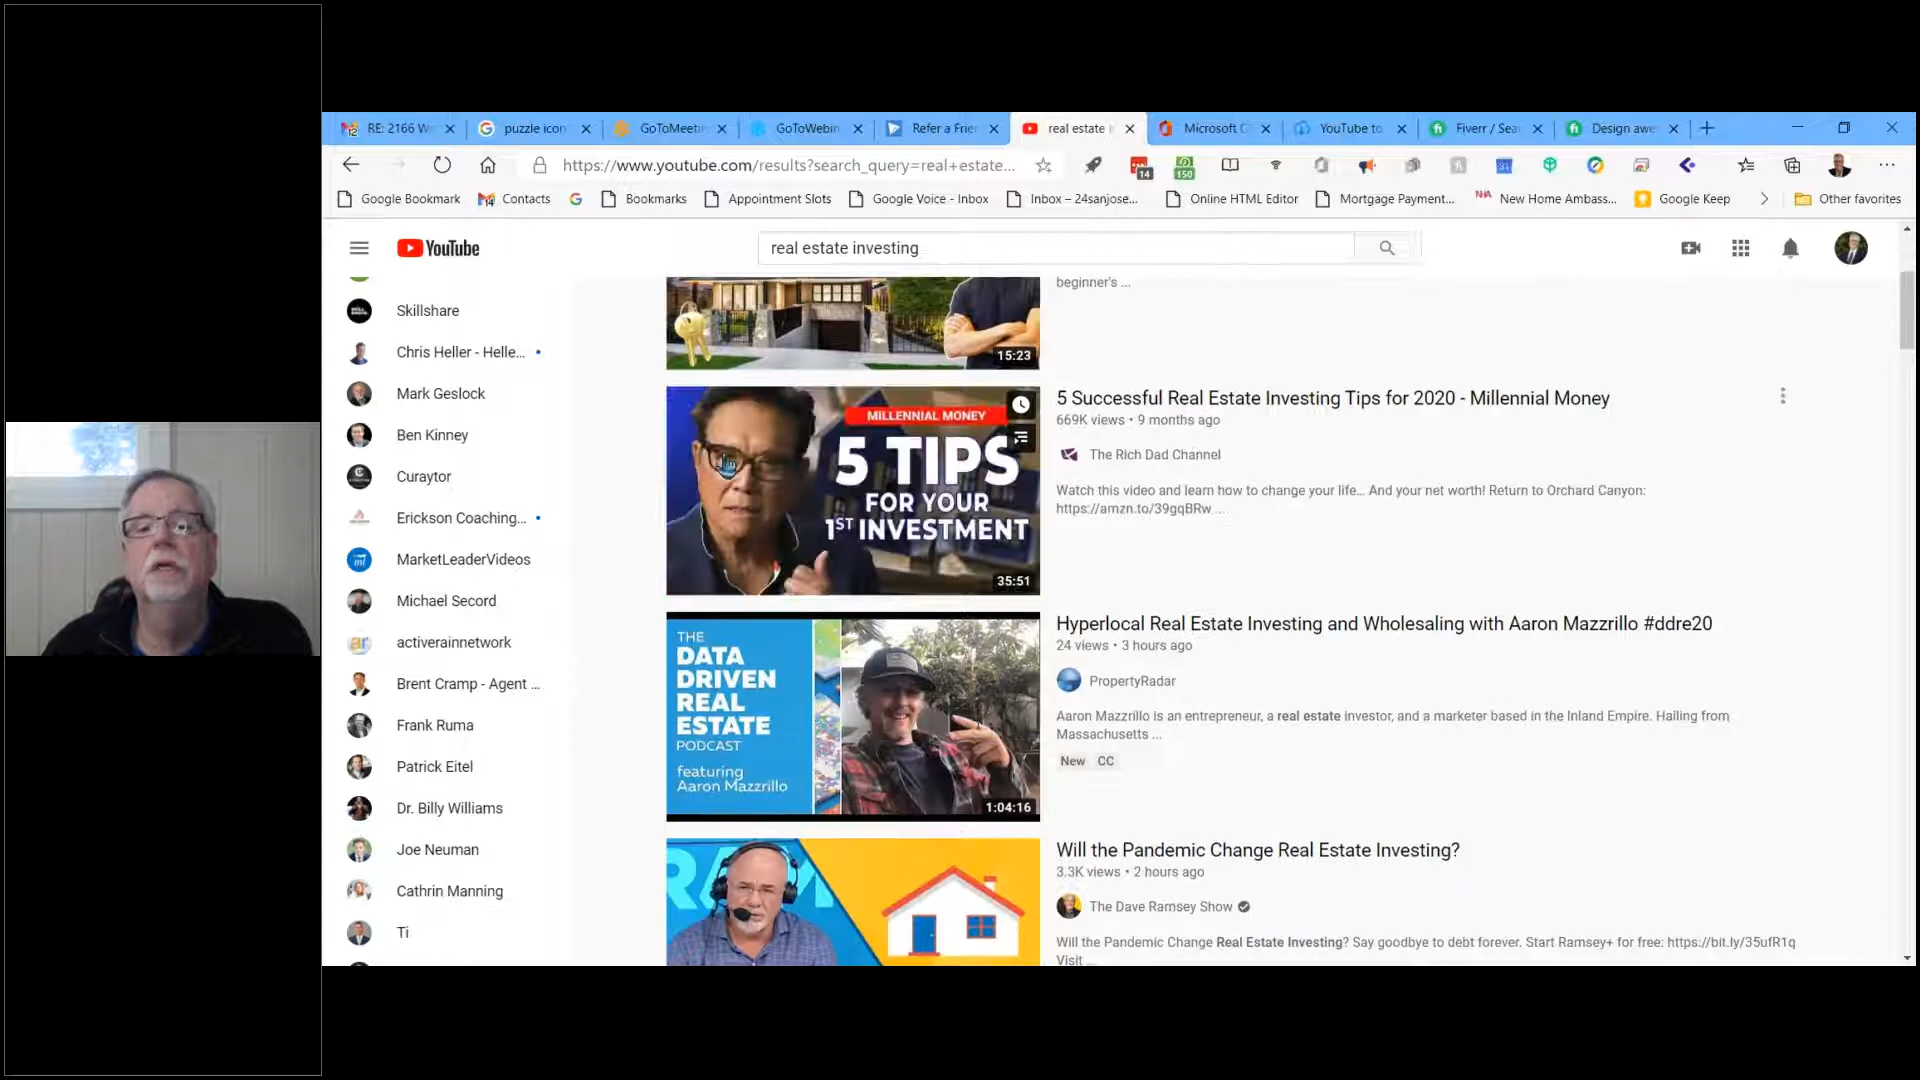 RE: 2166 W
puzzle icon
GoToMeeti
GoToWebin
Refer a Frie
real estate i
Microsoft C
YouTube to
Fiverr / Sea
Design awe
https://www.youtube.com/results?search_query=real+estate...
14
150
31
Google Bookmark
Contacts
Bookmarks
Appointment Slots
Google Voice - Inbox
Inbox – 24sanjose...
Online HTML Editor
Mortgage Payment...
NHA
New Home Ambass...
Google Keep
Other favorites
YouTube
real estate investing
Skillshare
Chris Heller - Helle...
Mark Geslock
Ben Kinney
Curaytor
Erickson Coaching...
MarketLeaderVideos
Michael Secord
activerainnetwork
Brent Cramp - Agent ...
Frank Ruma
Patrick Eitel
Dr. Billy Williams
Joe Neuman
Cathrin Manning
Ti
15:23
beginner's ...
MILLENNIAL MONEY
5 TIPS
FOR YOUR
1ST INVESTMENT
35:51
5 Successful Real Estate Investing Tips for 2020 - Millennial Money
669K views • 9 months ago
The Rich Dad Channel
Watch this video and learn how to change your life... And your net worth! Return to Orchard Canyon:
https://amzn.to/39gqBRw ...
THE
DATA
DRIVEN
REAL
ESTATE
PODCAST
featuring
Aaron Mazzrillo
1:04:16
Hyperlocal Real Estate Investing and Wholesaling with Aaron Mazzrillo #ddre20
24 views • 3 hours ago
PropertyRadar
Aaron Mazzrillo is an entrepreneur, a real estate investor, and a marketer based in the Inland Empire. Hailing from
Massachusetts ...
New CC
RAM
Will the Pandemic Change Real Estate Investing?
3.3K views • 2 hours ago
The Dave Ramsey Show
Will the Pandemic Change Real Estate Investing? Say goodbye to debt forever. Start Ramsey+ for free: https://bit.ly/35ufR1q
Visit ...